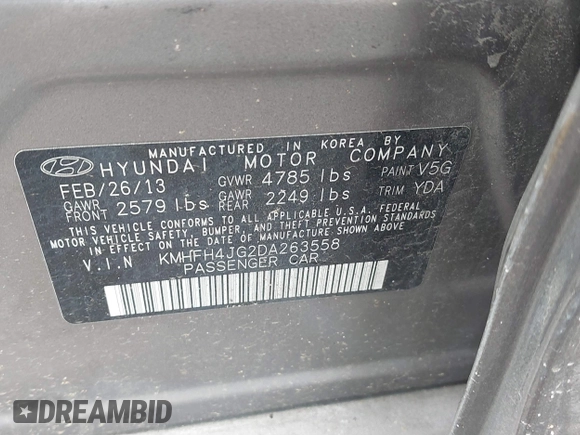 MANUFACTURED IN KOREA BY
HYUNDAI MOTOR COMPANY
FEB/26/13 GVWR 4785 lbs PAINT V5G
GAWR FRONT 2579 lbs GAWR REAR 2249 lbs TRIM YDA
THIS VEHICLE CONFORMS TO ALL APPLICABLE U.S.A. FEDERAL
MOTOR VEHICLE SAFETY, BUMPER, AND THEFT PREVENTION STANDARDS
IN EFFECT ON THE DATE OF MANUFACTURE SHOWN ABOVE.
V.I.N KMHFH4JG2DA263558
PASSENGER CAR
DREAMBID